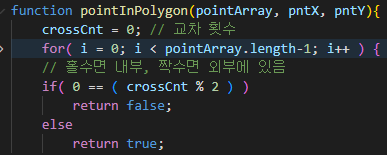 function pointInPolygon(pointArray, pntX, pntY){
crossCnt = 0; // 교차 횟수
for( i = 0; i < pointArray.length-1; i++ ) {
// 홀수면 내부, 짝수면 외부에 있음
if( 0 == ( crossCnt % 2 ) )
return false;
else
return true;